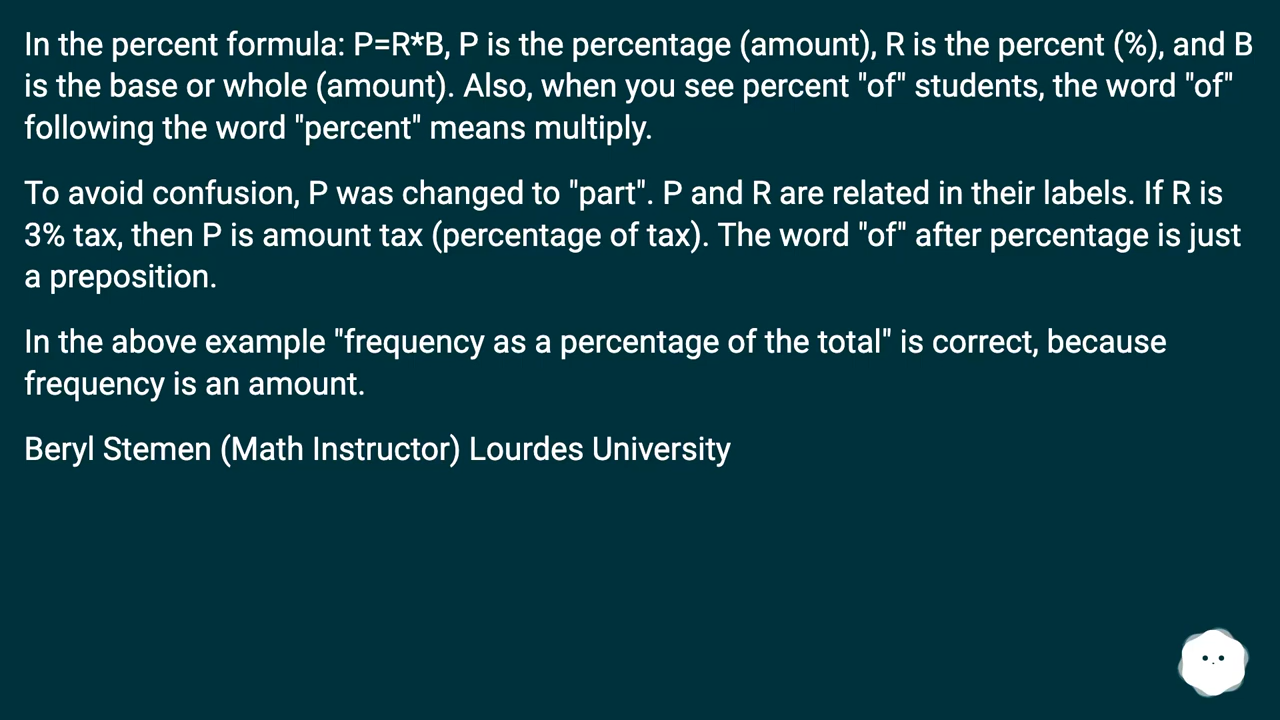 In the percent formula: P=R*B, P is the percentage (amount), R is the percent (%), and B
is the base or whole (amount). Also, when you see percent "of" students, the word "of"
following the word "percent" means multiply.
To avoid confusion, P was changed to "part". P and R are related in their labels. If R is
3% tax, then P is amount tax (percentage of tax). The word "of" after percentage is just
a preposition.
In the above example "frequency as a percentage of the total" is correct, because
frequency is an amount.
Beryl Stemen (Math Instructor) Lourdes University